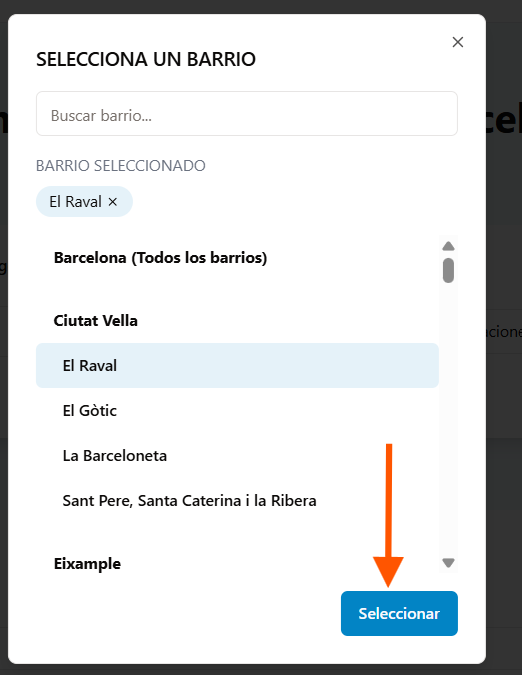 SELECCIONA UN BARRIO
Buscar barrio...
BARRIO SELECCIONADO
El Raval ×
Barcelona (Todos los barrios)
Ciutat Vella
El Raval
El Gòtic
La Barceloneta
Sant Pere, Santa Caterina i la Ribera
Eixample
Seleccionar